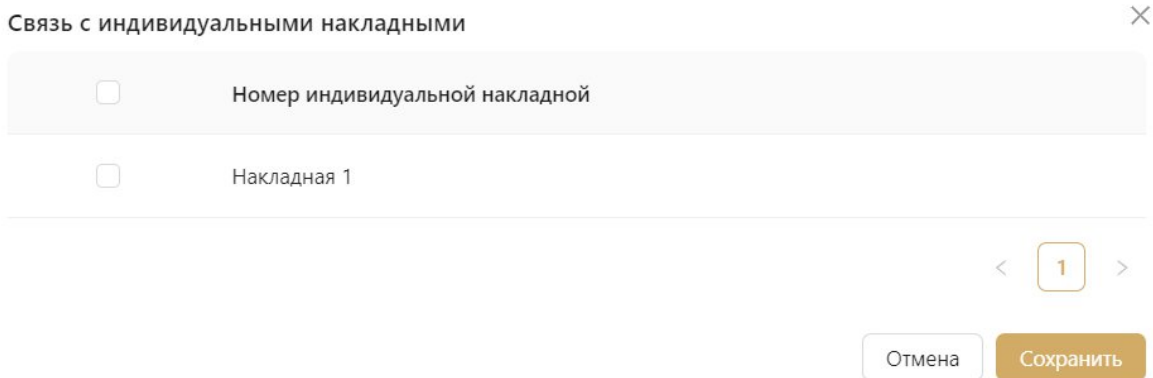 Связь с индивидуальными накладными
Номер индивидуальной накладной
Накладная 1
< 1 >
Отмена Сохранить